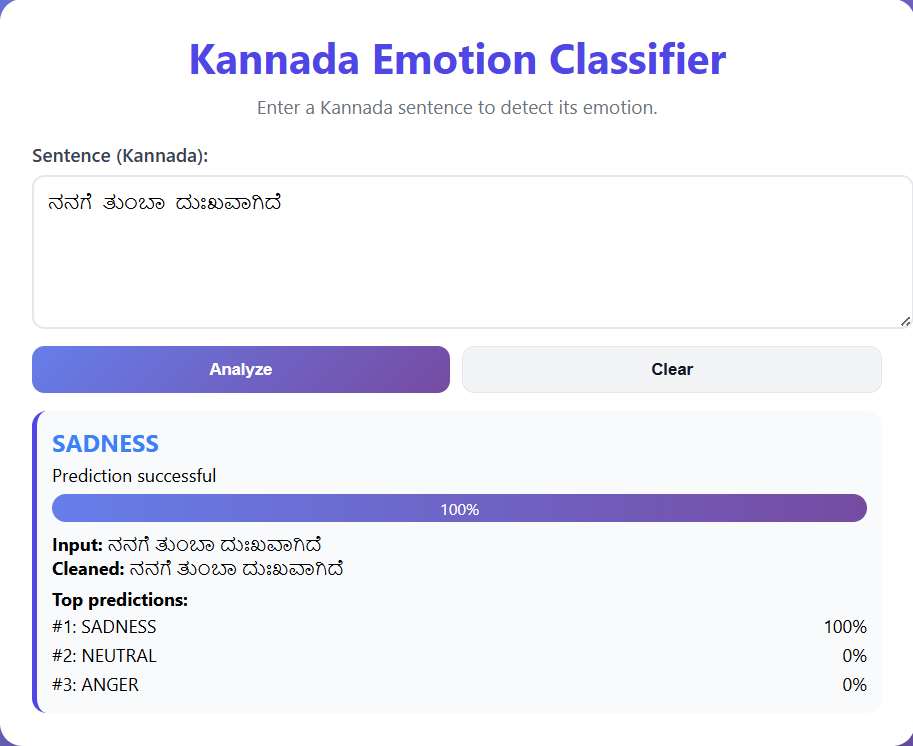 Kannada Emotion Classifier
Enter a Kannada sentence to detect its emotion.
Sentence (Kannada):
ನನಗೆ ತುಂಬಾ ದುಃಖವಾಗಿದೆ
Analyze
Clear
SADNESS
Prediction successful
100%
Input: ನನಗೆ ತುಂಬಾ ದುಃಖವಾಗಿದೆ
Cleaned: ನನಗೆ ತುಂಬಾ ದುಃಖವಾಗಿದೆ
Top predictions:
#1: SADNESS 100%
#2: NEUTRAL 0%
#3: ANGER 0%